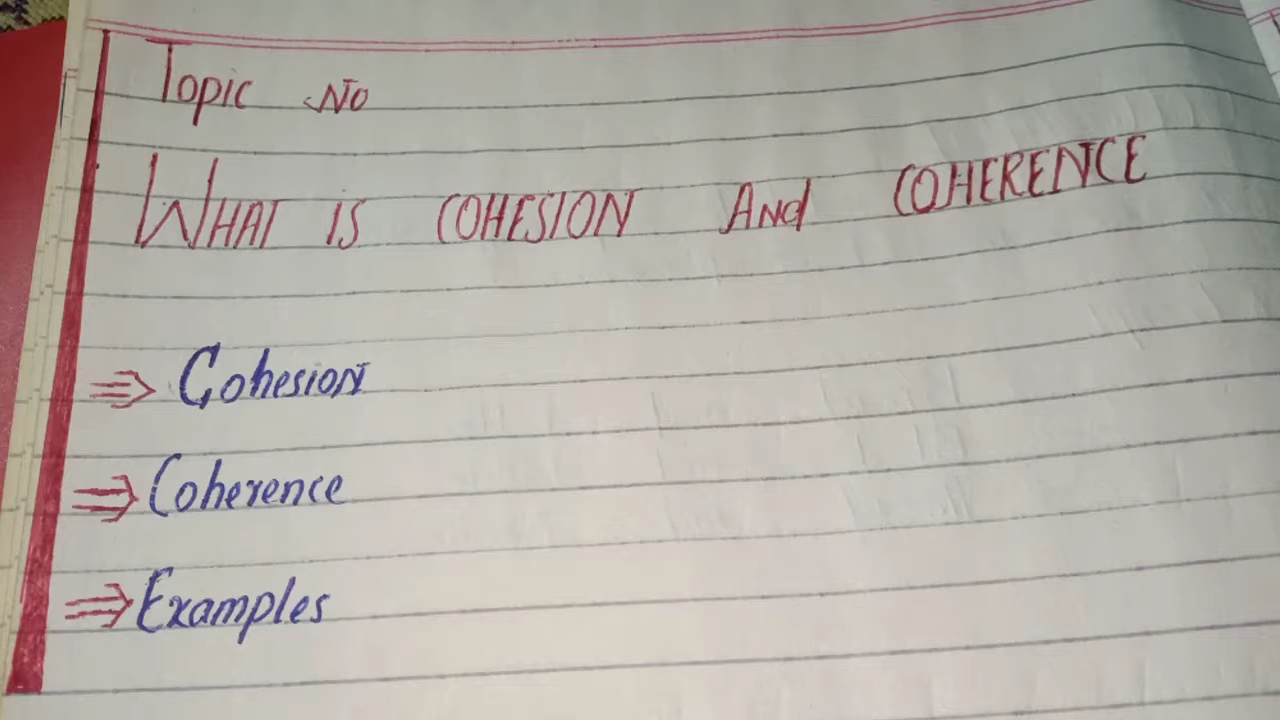 Topic No
WHAT IS COHESION ANd COHERENCE
⇒ Cohesion
⇒ Coherence
⇒ Examples